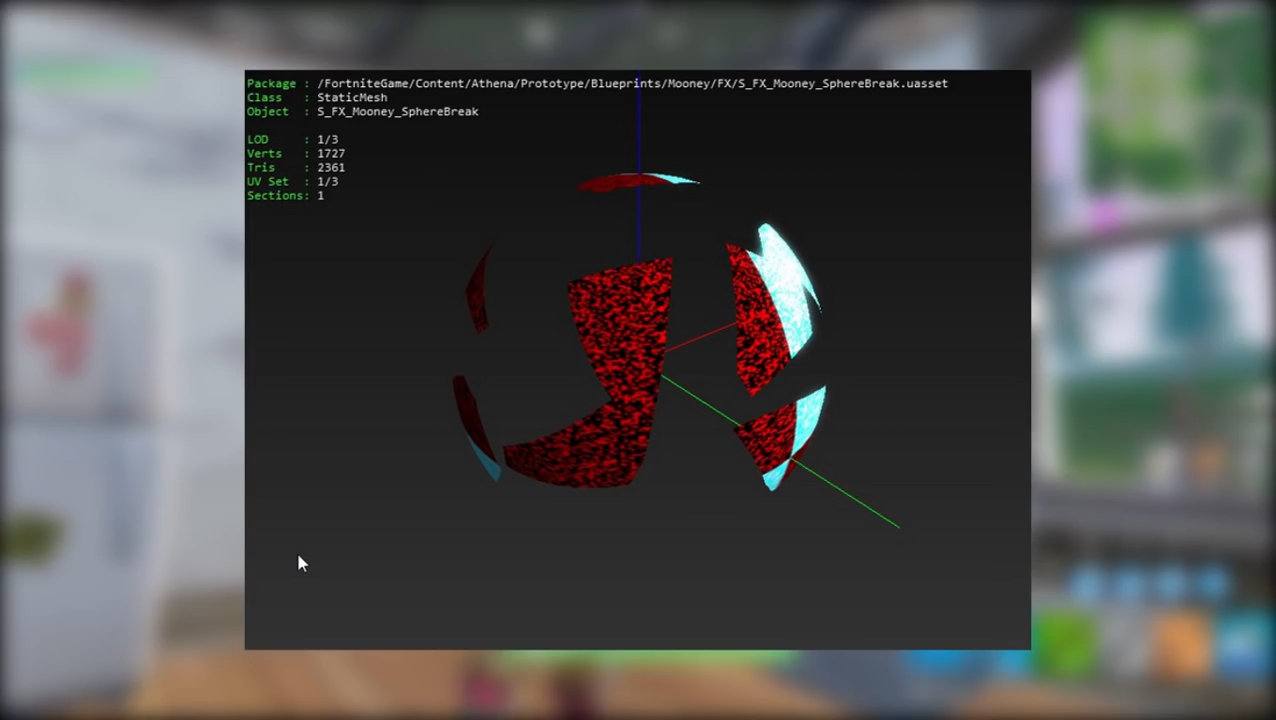 Package : /FortniteGame/Content/Athena/Prototype/Blueprints/Mooney/FX/S_FX_Mooney_SphereBreak.uasset
Class : StaticMesh
Object : S_FX_Mooney_SphereBreak
LOD : 1/3
Verts : 1727
Tris : 2361
UV Set : 1/3
Sections: 1